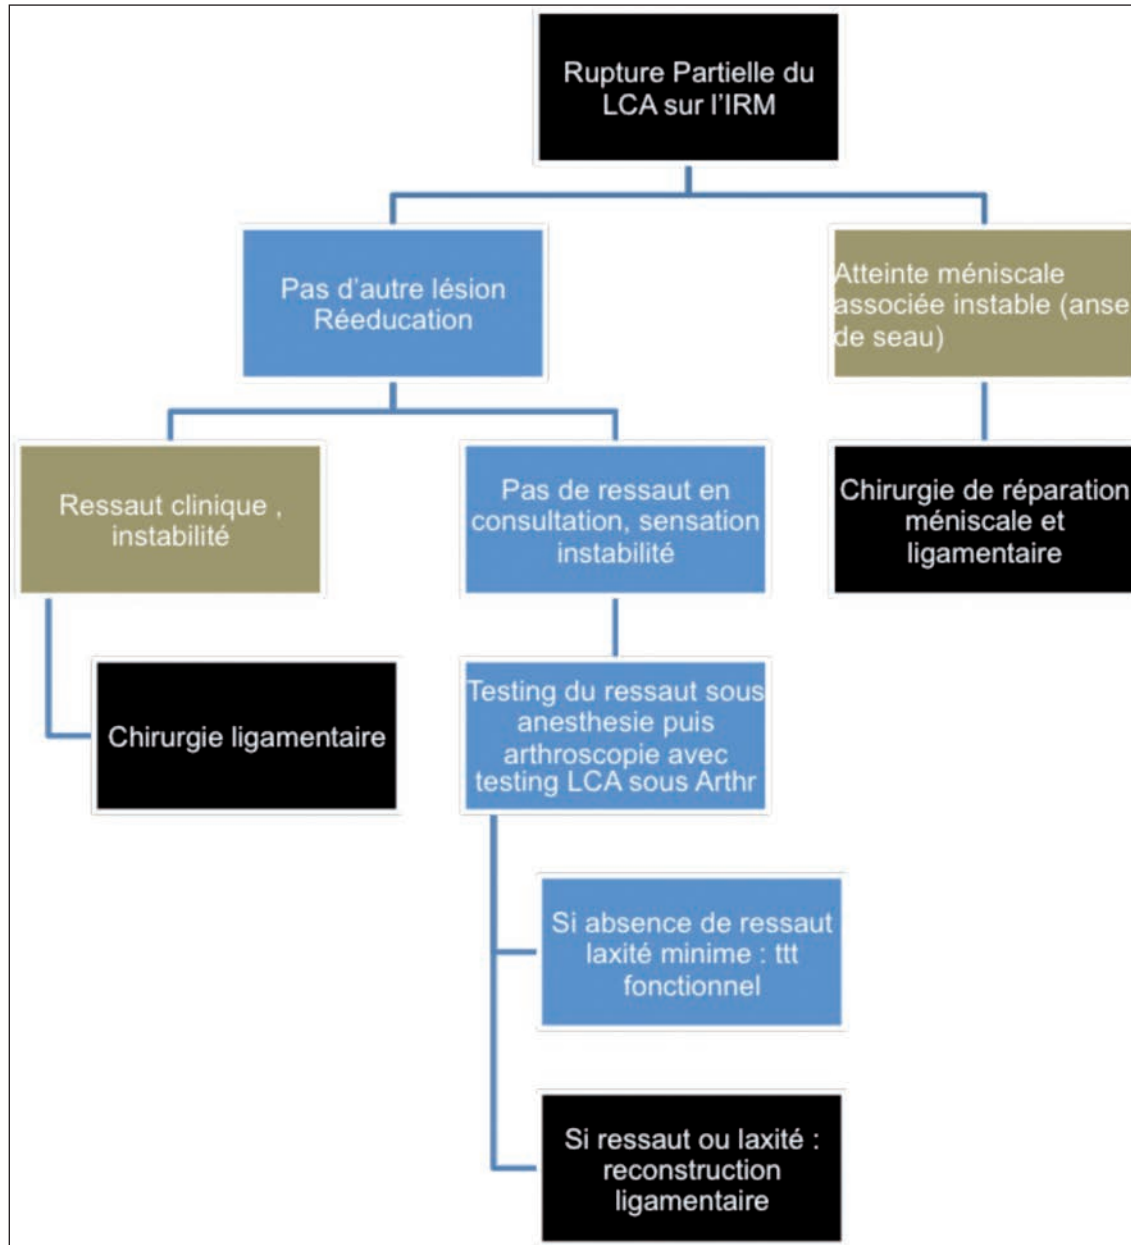 Rupture Partielle du
LCA sur l'IRM
Pas d'autre lésion
Réeducation
Atteinte méniscale
associée instable (anse
de seau)
Ressaut clinique ,
instabilité
Pas de ressaut en
consultation, sensation
instabilité
Chirurgie de réparation
méniscale et
ligamentaire
Chirurgie ligamentaire
Testing du ressaut sous
anesthesie puis
arthroscopie avec
testing LCA sous Arthr
Si absence de ressaut
laxité minime : ttt
fonctionnel
Si ressaut ou laxité :
reconstruction
ligamentaire